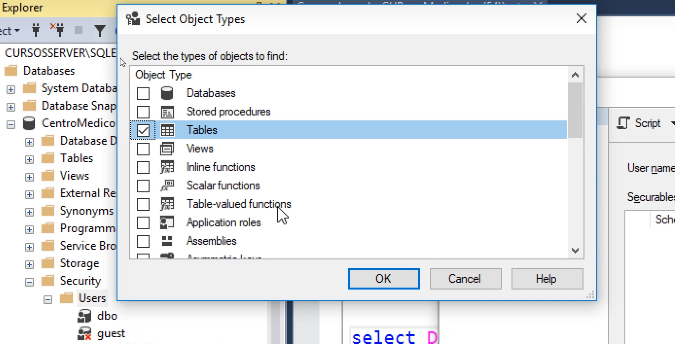 Explorer
Select Object Types
ect
CURSOSSERVER\SQLE
Databases
System Databa
Database Snap
CentroMedico
Database D
Tables
Views
External Re
Synonyms
Programma
Service Bro
Storage
Security
Users
dbo
guest
Select the types of objects to find:
Object Type
Databases
Stored procedures
Tables
Views
Inline functions
Scalar functions
Table-valued functions
Application roles
Assemblies
Asymmetric keys
OK
Cancel
Help
Script
User name
Securables
Sche
select D